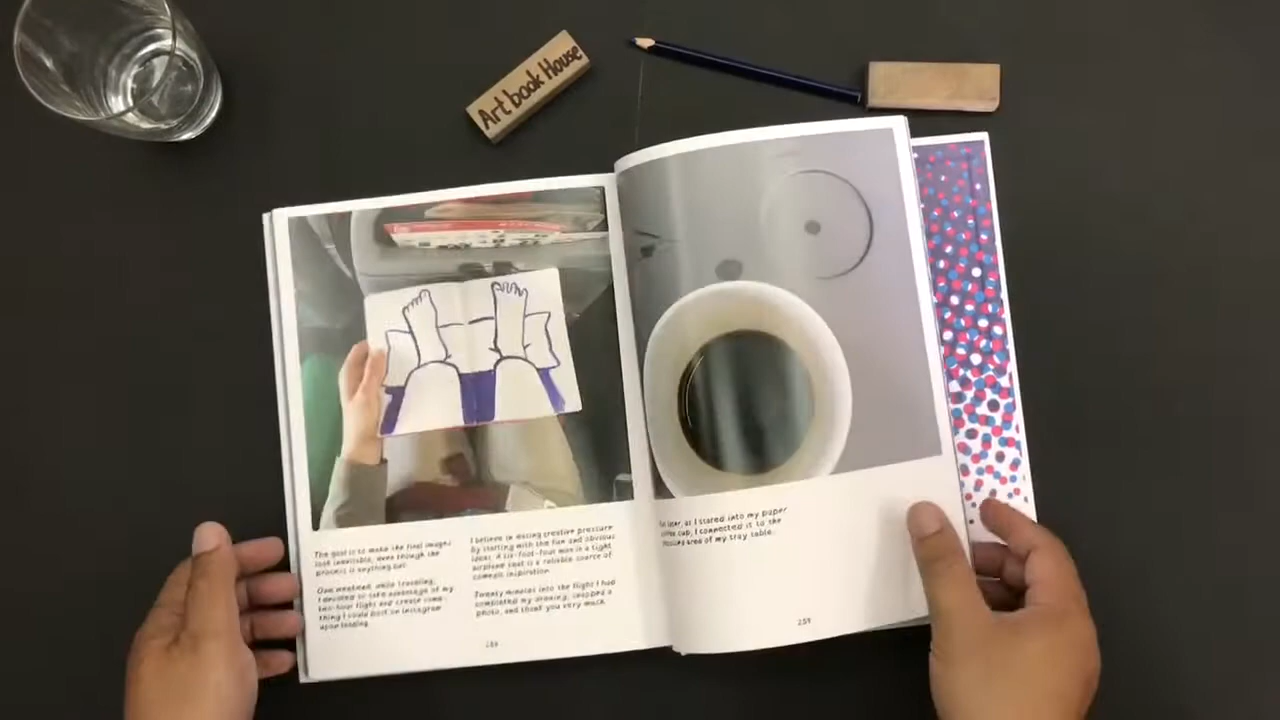 Art book House
The goal is to make the final images
look inevitable, even though the
process is anything but.
One weekend while traveling,
I decided to take advantage of my
two-hour flight and create some-
thing I could post on Instagram
upon landing.
I believe in easing creative pressure
by starting with the fun and obvious
ideas. A six-foot-four man in a tight
airplane seat is a reliable source of
comedic inspiration.
Twenty minutes into the flight I had
completed my drawing, snapped a
photo, and thank you very much.
later, as I stared into my paper
coffee cup, I connected it to the
area of my tray table.
259